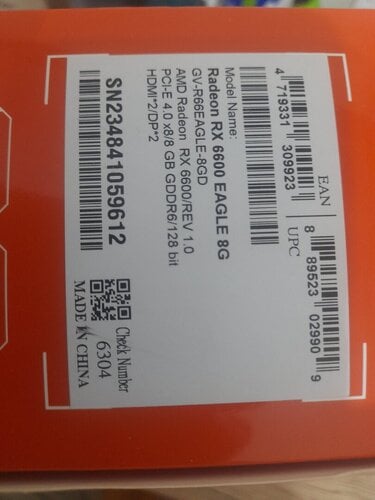 EAN | UPC
4 719331 309923
8 89523 02990 9
Model Name:
Radeon RX 6600 EAGLE 8G
GV-R66EAGLE-8GD
AMD Radeon RX 6600/REV 1.0
PCI-E 4.0 x8/8 GB GDDR6/128 bit
HDMI*2/DP*2
SN234841059612
Check Number
6304
MADE IN CHINA